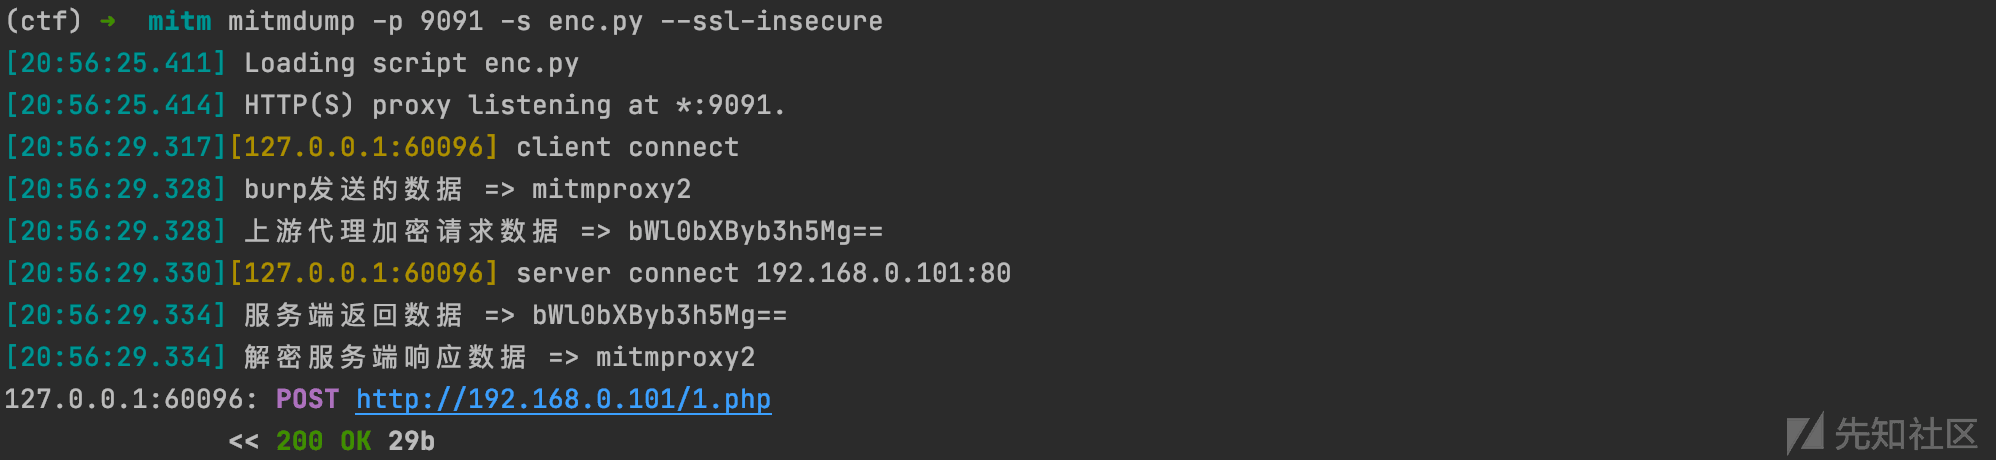 (ctf) ➜  mitm mitmdump -p 9091 -s enc.py --ssl-insecure
[20:56:25.411] Loading script enc.py
[20:56:25.414] HTTP(S) proxy listening at *:9091.
[20:56:29.317][127.0.0.1:60096] client connect
[20:56:29.328] burp发送的数据 => mitmproxy2
[20:56:29.328] 上游代理加密请求数据 => bWl0bXByb3h5Mg==
[20:56:29.330][127.0.0.1:60096] server connect 192.168.0.101:80
[20:56:29.334] 服务端返回数据 => bWl0bXByb3h5Mg==
[20:56:29.334] 解密服务端响应数据 => mitmproxy2
127.0.0.1:60096: POST http://192.168.0.101/1.php
<< 200 OK 29b
先知社区